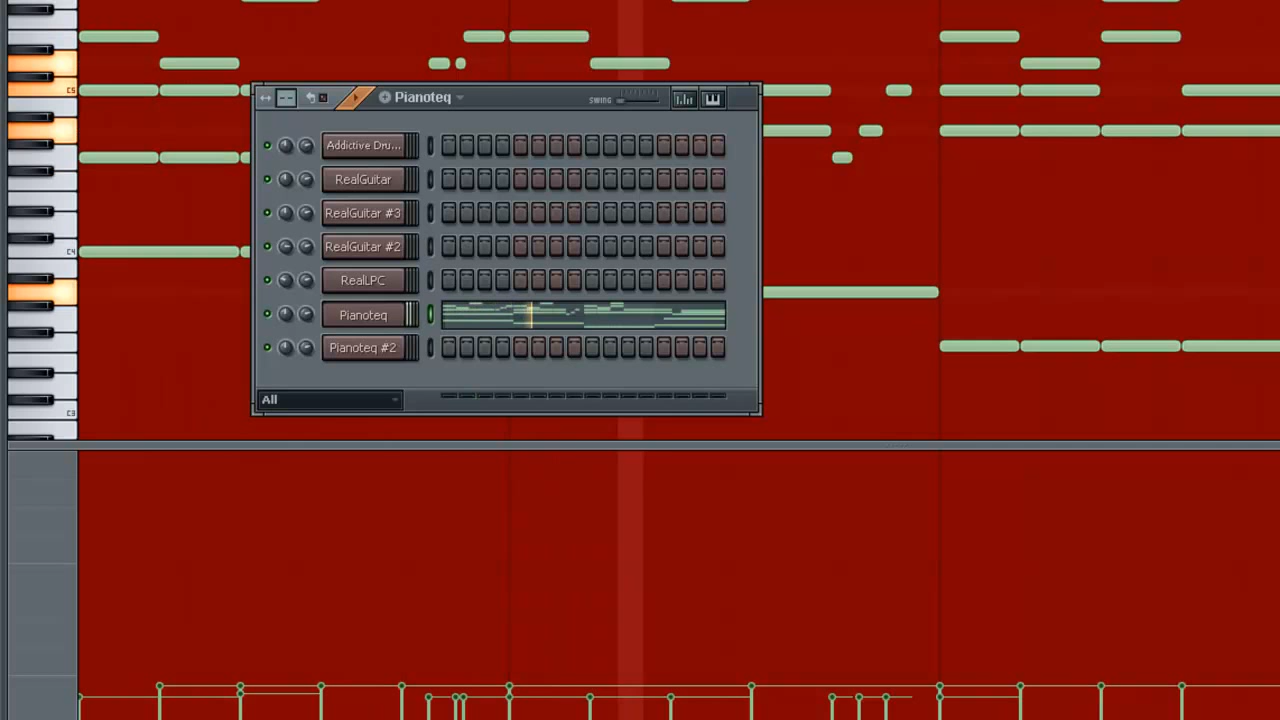 C5
C4
C3
Pianoteq
SWING
Addictive Dru...
RealGuitar
RealGuitar #3
RealGuitar #2
RealLPC
Pianoteq
Pianoteq #2
All